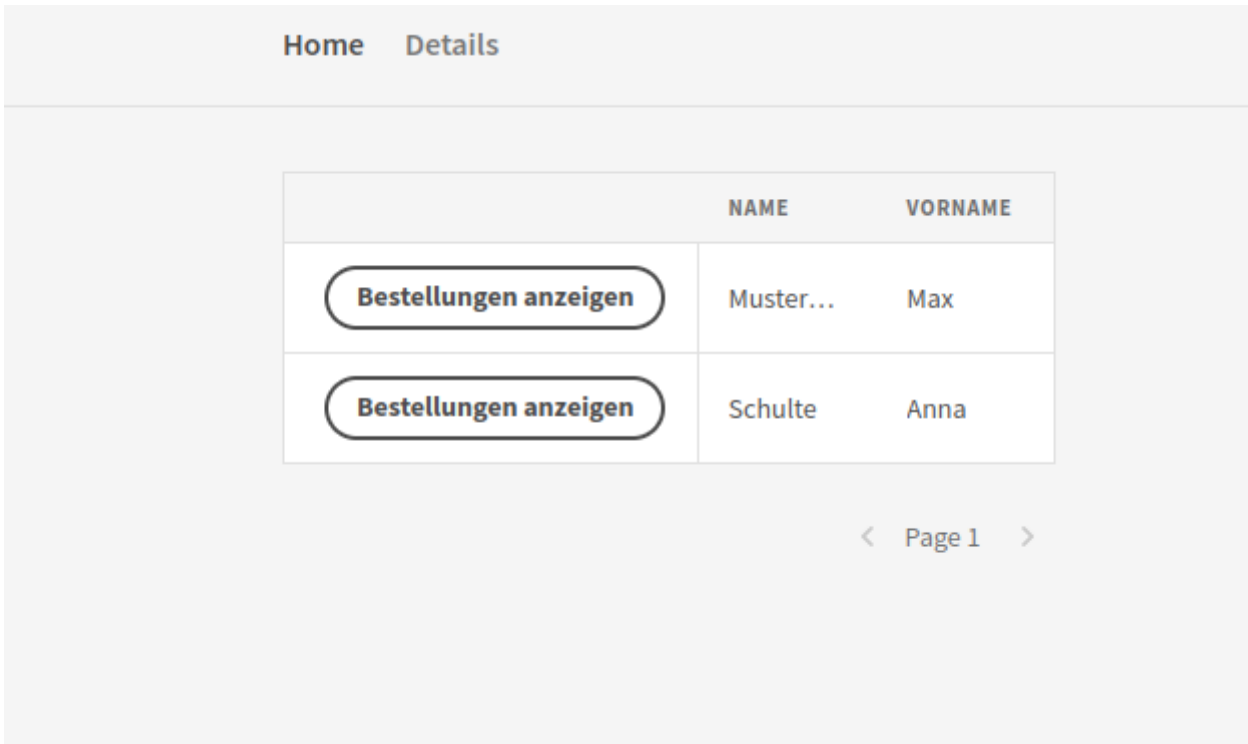 Home Details
NAME VORNAME
Bestellungen anzeigen Muster… Max
Bestellungen anzeigen Schulte Anna
< Page 1 >